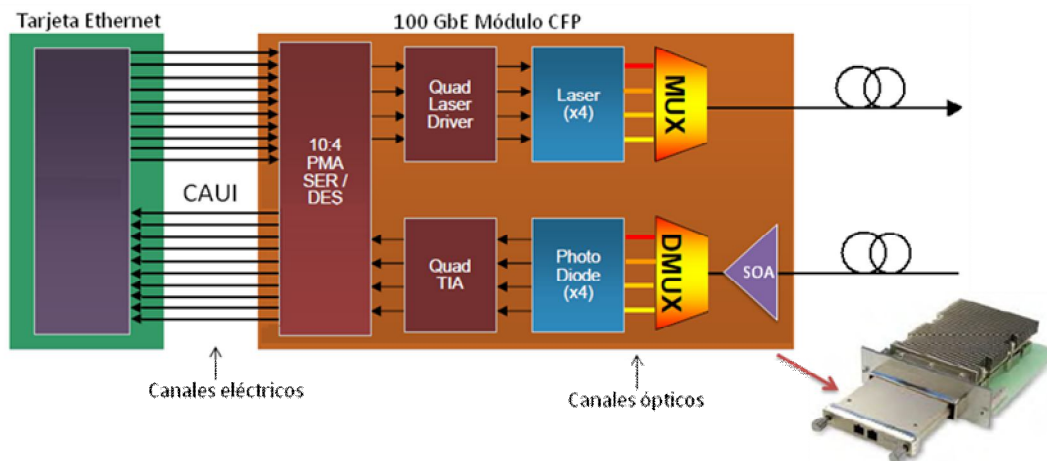 Tarjeta Ethernet
100 GbE Módulo CFP
Quad
Laser
Driver
Laser
(x4)
MUX
10:4
PMA
SER /
DES
CAUI
Quad
TIA
Photo
Diode
(x4)
DMUX
SOA
Canales eléctricos
Canales ópticos